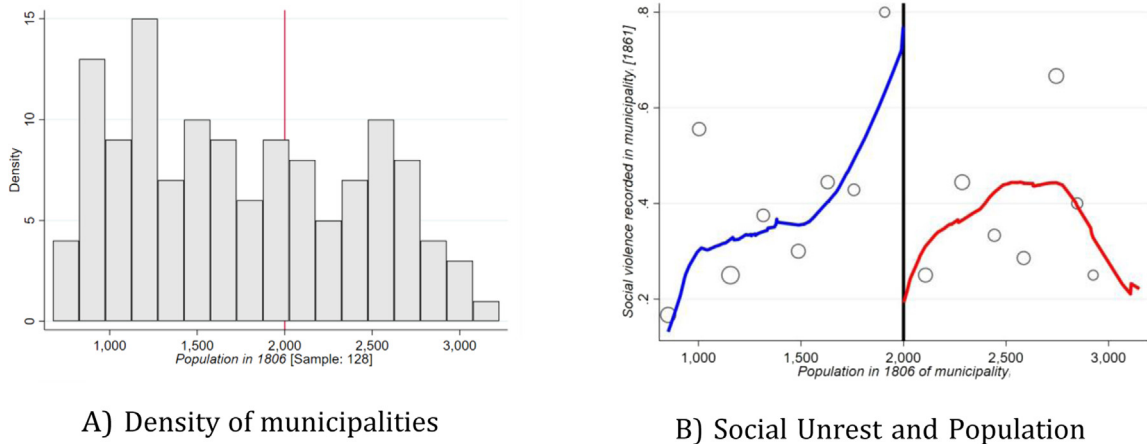 15
10
5
0
Density
1,000 1,500 2,000 2,500 3,000
Population in 1806 [Sample: 128]
A) Density of municipalities
.8
.6
.4
.2
Social violence recorded in municipality, [1861]
1,000 1,500 2,000 2,500 3,000
Population in 1806 of municipality,
B) Social Unrest and Population